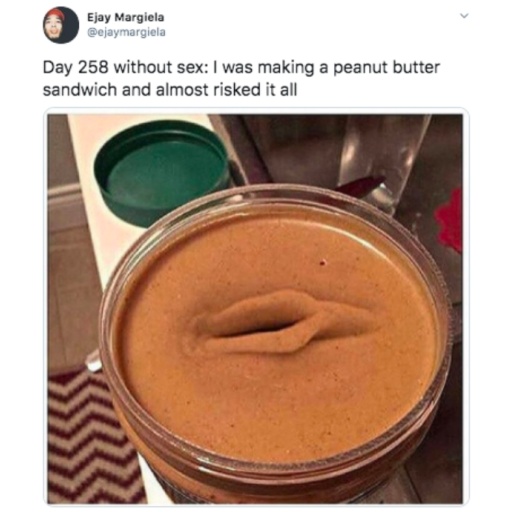 Ejay Margiela
@ejaymargiela
Day 258 without sex: I was making a peanut butter
sandwich and almost risked it all